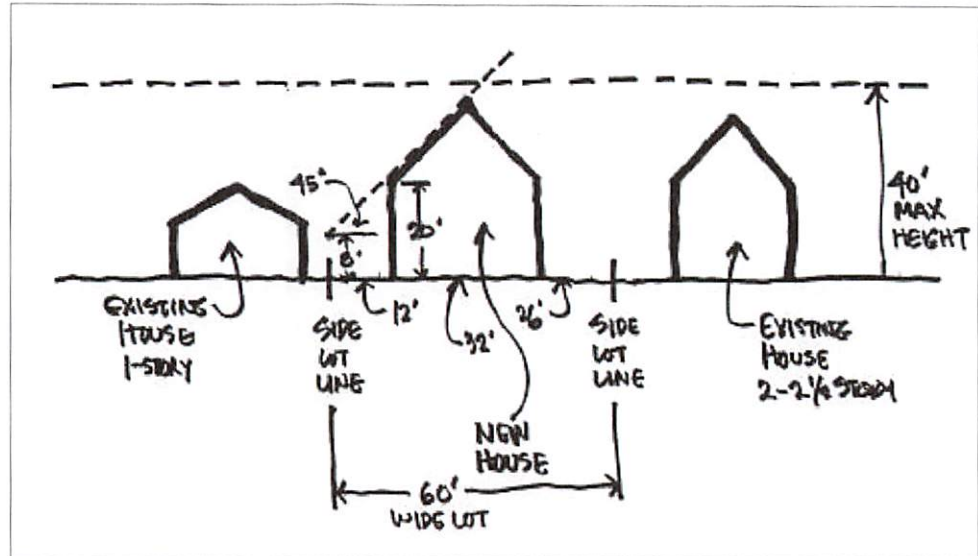 45°
8'
20'
40'
MAX
HEIGHT
12'
32'
26'
EXISTING
HOUSE
1-STORY
SIDE
LOT
LINE
NEW
HOUSE
SIDE
LOT
LINE
EXISTING
HOUSE
2-2½ STORY
60'
WIDE LOT